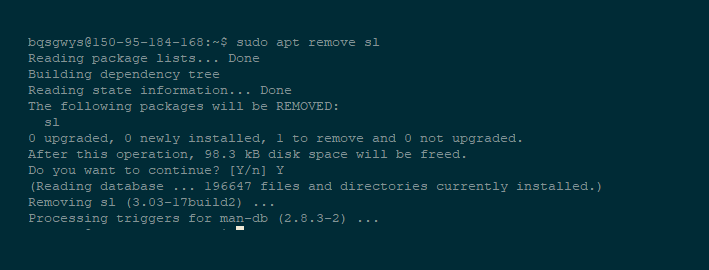 bqsgwys@150-95-184-168:~$ sudo apt remove sl
Reading package lists... Done
Building dependency tree
Reading state information... Done
The following packages will be REMOVED:
  sl
0 upgraded, 0 newly installed, 1 to remove and 0 not upgraded.
After this operation, 98.3 kB disk space will be freed.
Do you want to continue? [Y/n] Y
(Reading database ... 196647 files and directories currently installed.)
Removing sl (3.03-17build2) ...
Processing triggers for man-db (2.8.3-2) ...